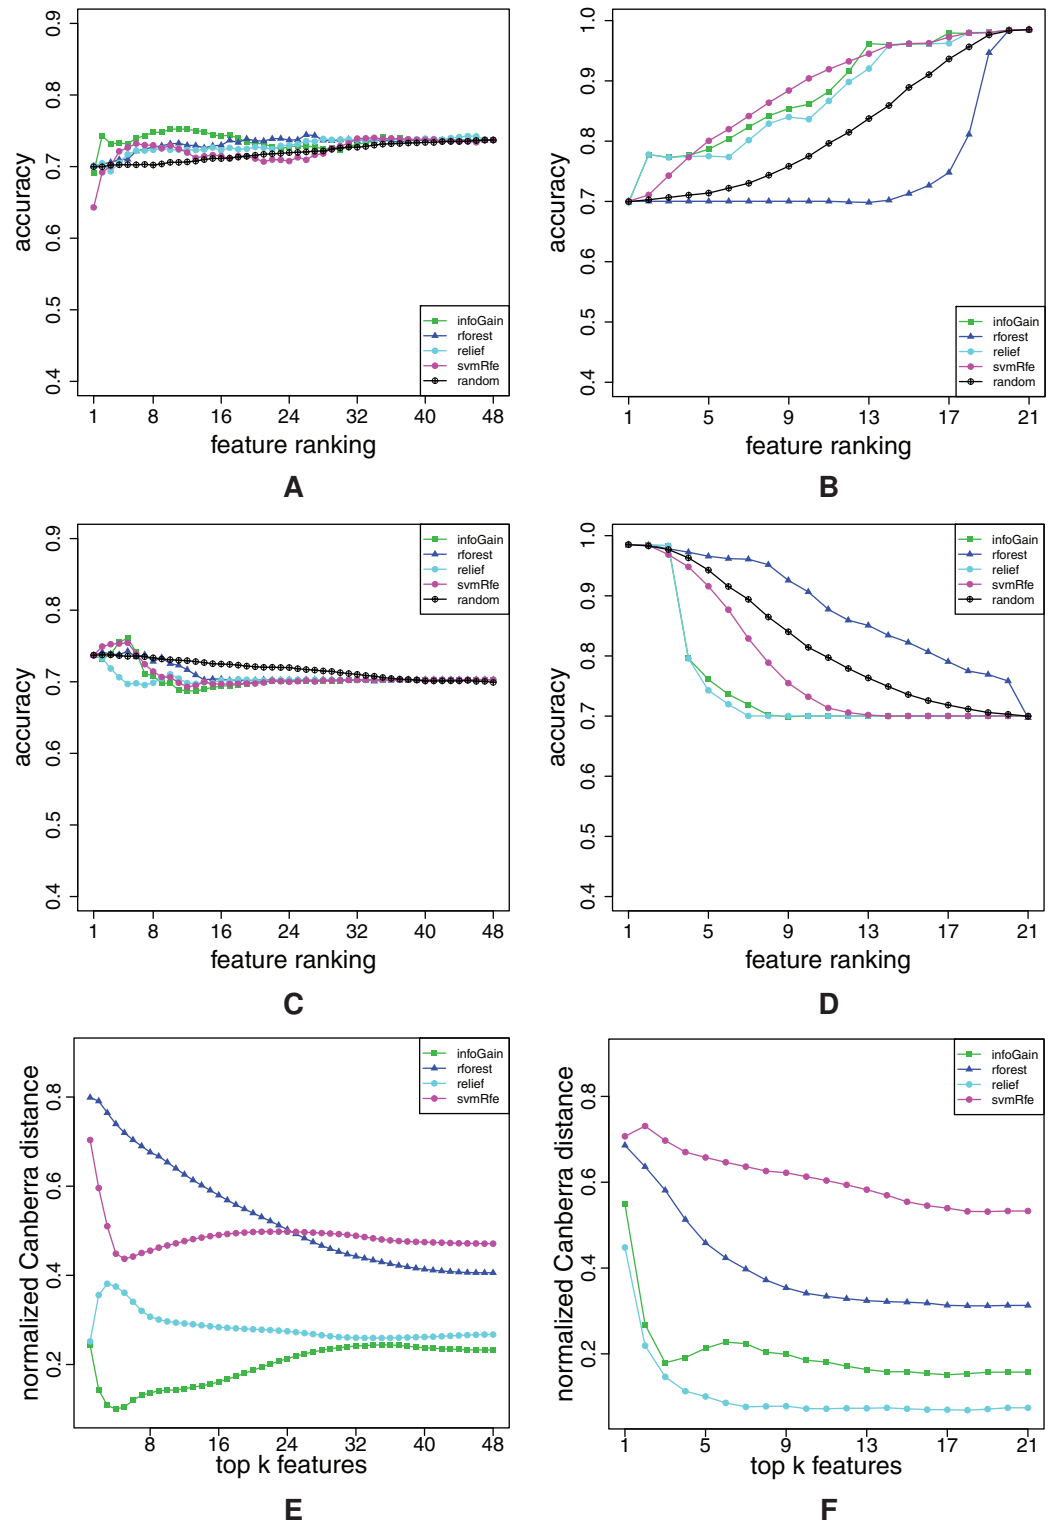 0.9
0.8
0.7
0.6
0.5
0.4
accuracy
infoGain
rforest
relief
svmRfe
random
1 8 16 24 32 40 48
feature ranking
A
1.0
0.9
0.8
0.7
0.6
0.5
0.4
accuracy
infoGain
rforest
relief
svmRfe
random
1 5 9 13 17 21
feature ranking
B
0.9
0.8
0.7
0.6
0.5
0.4
accuracy
infoGain
rforest
relief
svmRfe
random
1 8 16 24 32 40 48
feature ranking
C
1.0
0.9
0.8
0.7
0.6
0.5
0.4
accuracy
infoGain
rforest
relief
svmRfe
random
1 5 9 13 17 21
feature ranking
D
0.8
0.6
0.4
0.2
normalized Canberra distance
infoGain
rforest
relief
svmRfe
8 16 24 32 40 48
top k features
E
0.8
0.6
0.4
0.2
normalized Canberra distance
infoGain
rforest
relief
svmRfe
1 5 9 13 17 21
top k features
F